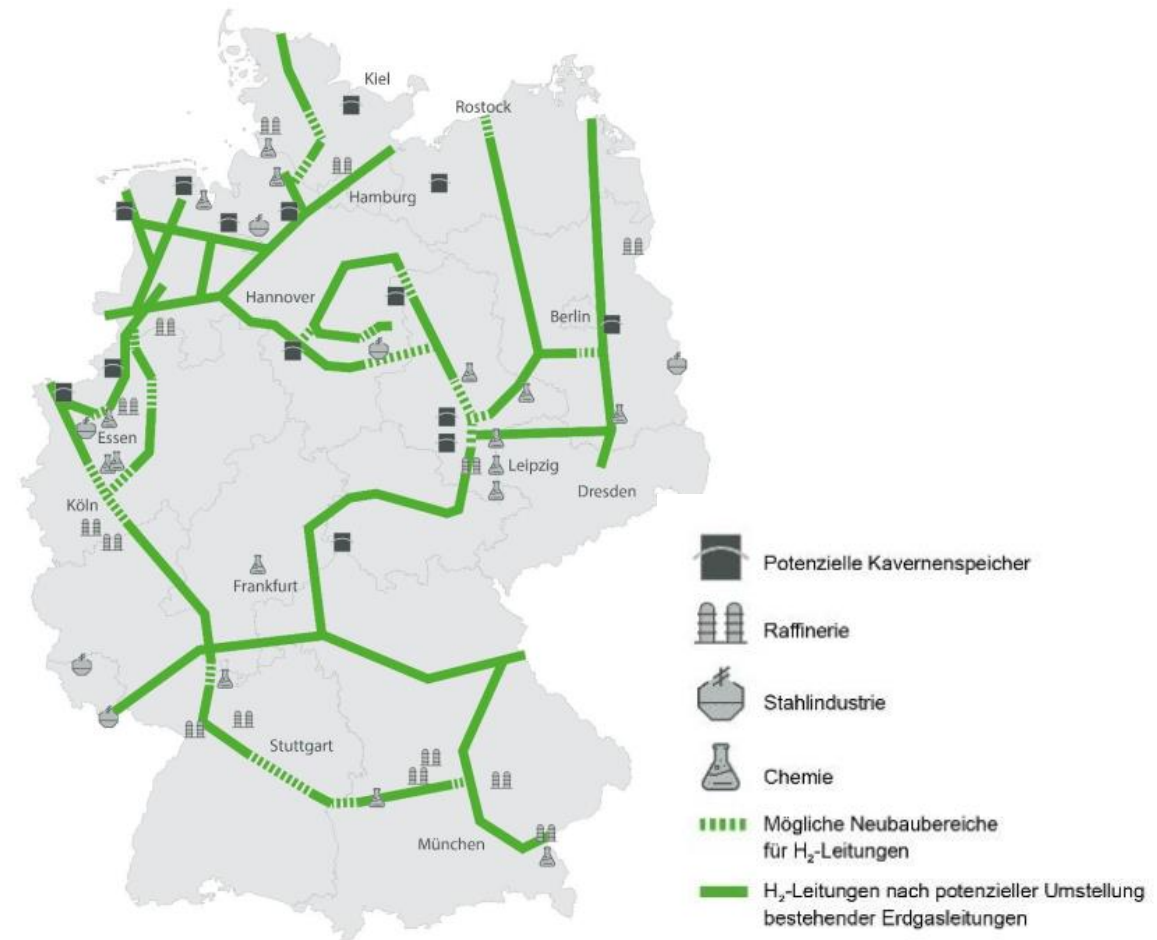 Kiel
Rostock
Hamburg
Hannover
Berlin
Essen
Leipzig
Köln
Dresden
Frankfurt
Stuttgart
München
Potenzielle Kavernenspeicher
Raffinerie
Stahlindustrie
Chemie
Mögliche Neubaubereiche
für H₂-Leitungen
H₂-Leitungen nach potenzieller Umstellung
bestehender Erdgasleitungen